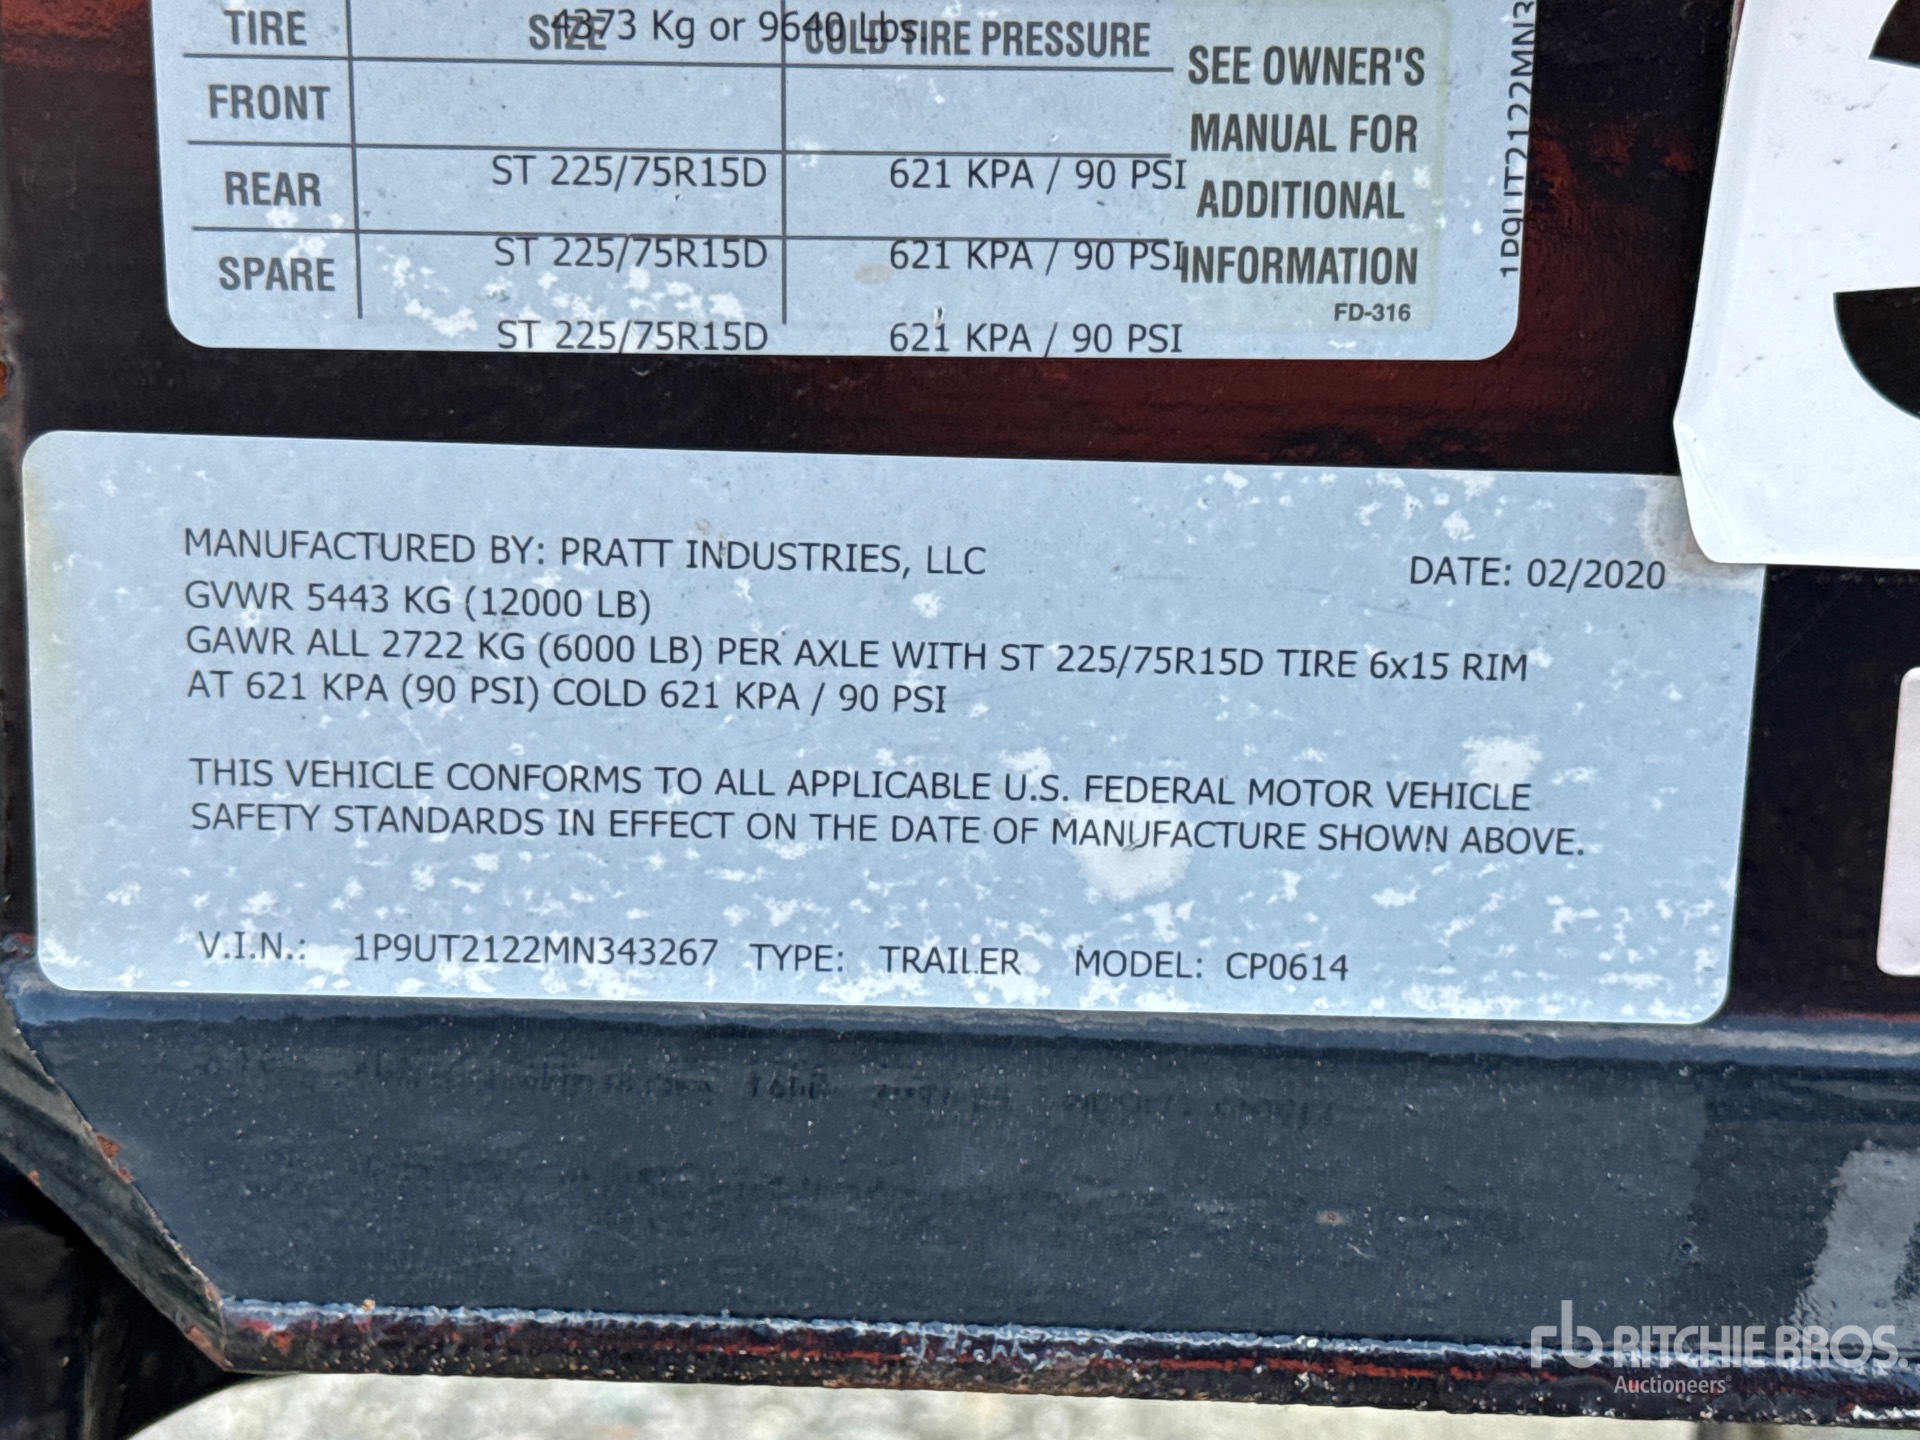 4373 Kg or 9640 Lbs.
TIRE SIZE COLD TIRE PRESSURE
SEE OWNER'S
MANUAL FOR
ADDITIONAL
INFORMATION
FD-316
FRONT ST 225/75R15D 621 KPA / 90 PSI
REAR ST 225/75R15D 621 KPA / 90 PSI
SPARE ST 225/75R15D 621 KPA / 90 PSI
MANUFACTURED BY: PRATT INDUSTRIES, LLC DATE: 02/2020
GVWR 5443 KG (12000 LB)
GAWR ALL 2722 KG (6000 LB) PER AXLE WITH ST 225/75R15D TIRE 6x15 RIM
AT 621 KPA (90 PSI) COLD 621 KPA / 90 PSI
THIS VEHICLE CONFORMS TO ALL APPLICABLE U.S. FEDERAL MOTOR VEHICLE
SAFETY STANDARDS IN EFFECT ON THE DATE OF MANUFACTURE SHOWN ABOVE.
V.I.N.: 1P9UT2122MN343267 TYPE: TRAILER MODEL: CP0614
rb RITCHIE BROS.
Auctioneers